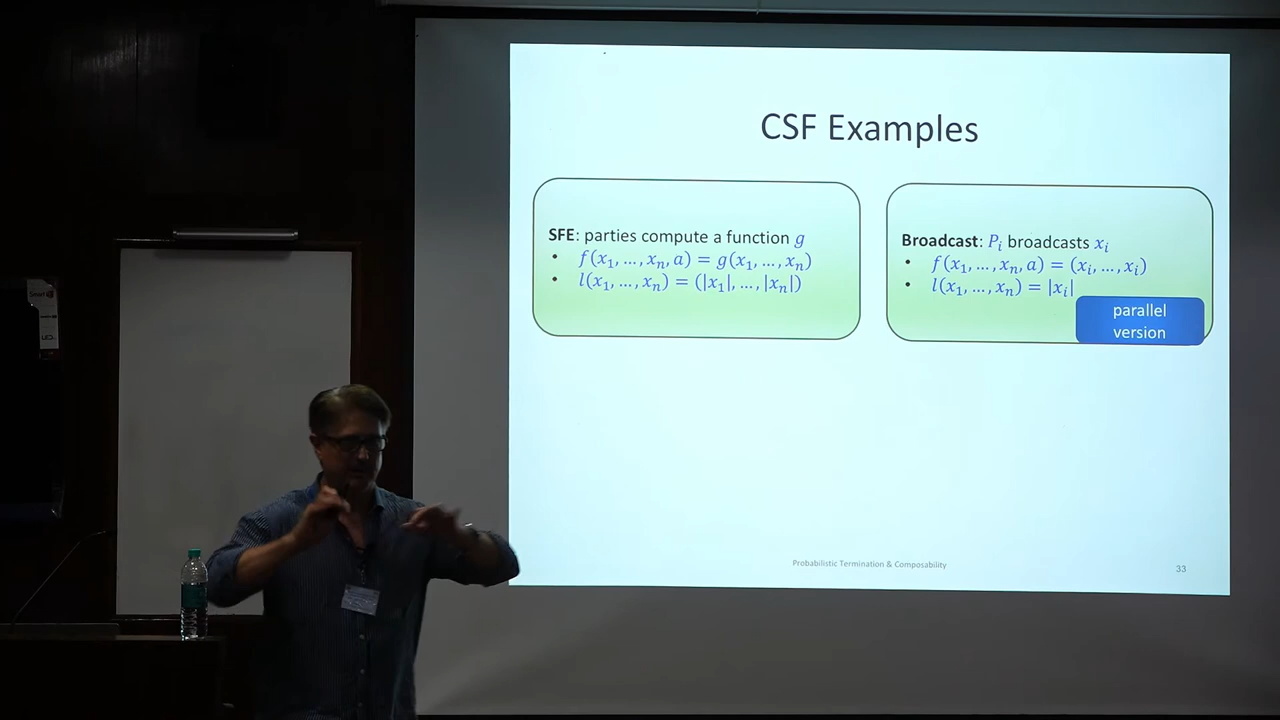 CSF Examples
SFE: parties compute a function g
• f(x₁, …, xₙ, a) = g(x₁, …, xₙ)
• l(x₁, …, xₙ) = (|x₁|, …, |xₙ|)
Broadcast: Pᵢ broadcasts xᵢ
• f(x₁, …, xₙ, a) = (xᵢ, …, xᵢ)
• l(x₁, …, xₙ) = |xᵢ|
parallel
version
Probabilistic Termination & Composability
33